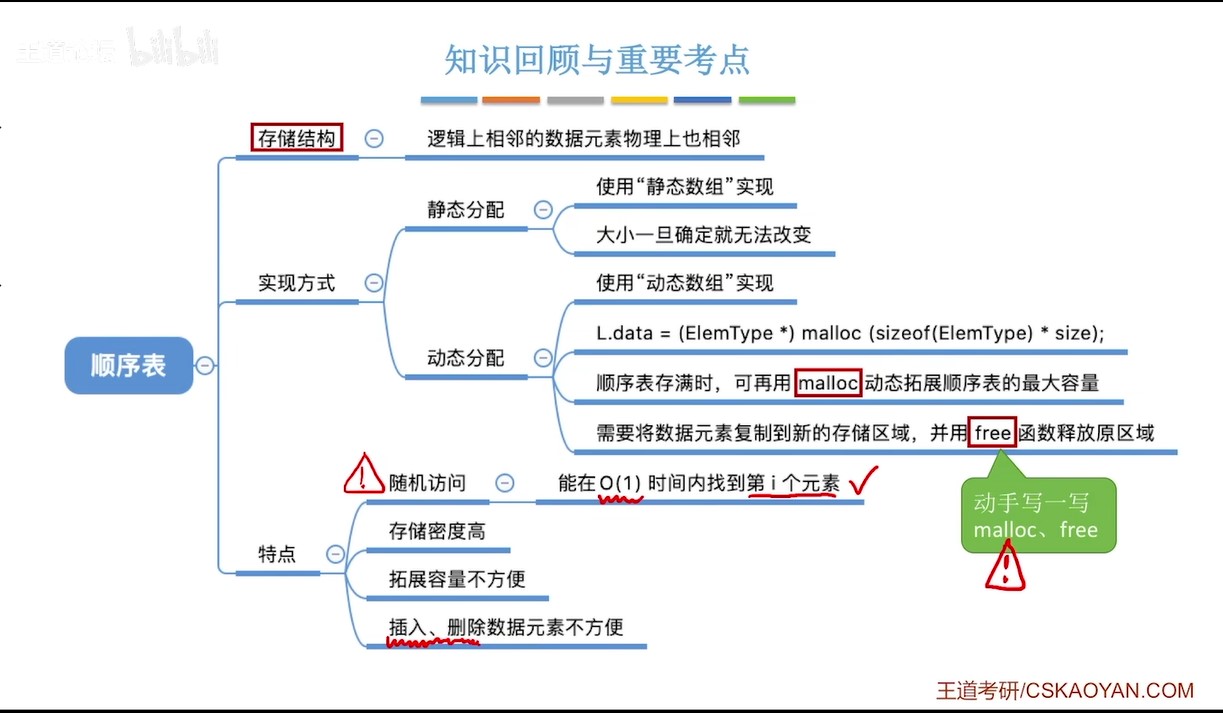 bilibili
知识回顾与重要考点
存储结构
逻辑上相邻的数据元素物理上也相邻
静态分配
使用“静态数组”实现
大小一旦确定就无法改变
实现方式
使用“动态数组”实现
L.data = (ElemType *) malloc (sizeof(ElemType) * size);
动态分配
顺序表存满时，可再用 malloc 动态拓展顺序表的最大容量
需要将数据元素复制到新的存储区域，并用 free 函数释放原区域
顺序表
随机访问
能在 O(1) 时间内找到第 i 个元素
动手写一写
malloc、free
存储密度高
特点
拓展容量不方便
插入、删除数据元素不方便
王道考研/CSKAOYAN.COM